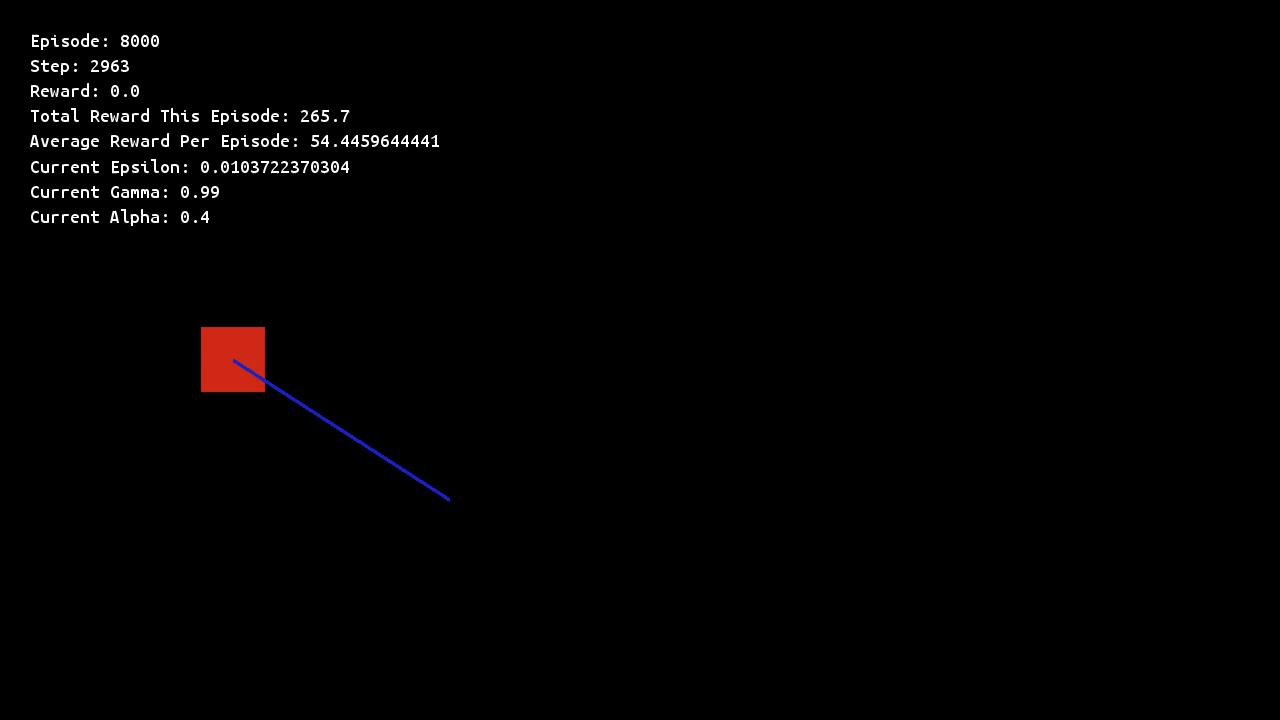 Episode: 8000
Step: 2963
Reward: 0.0
Total Reward This Episode: 265.7
Average Reward Per Episode: 54.4459644441
Current Epsilon: 0.0103722370304
Current Gamma: 0.99
Current Alpha: 0.4